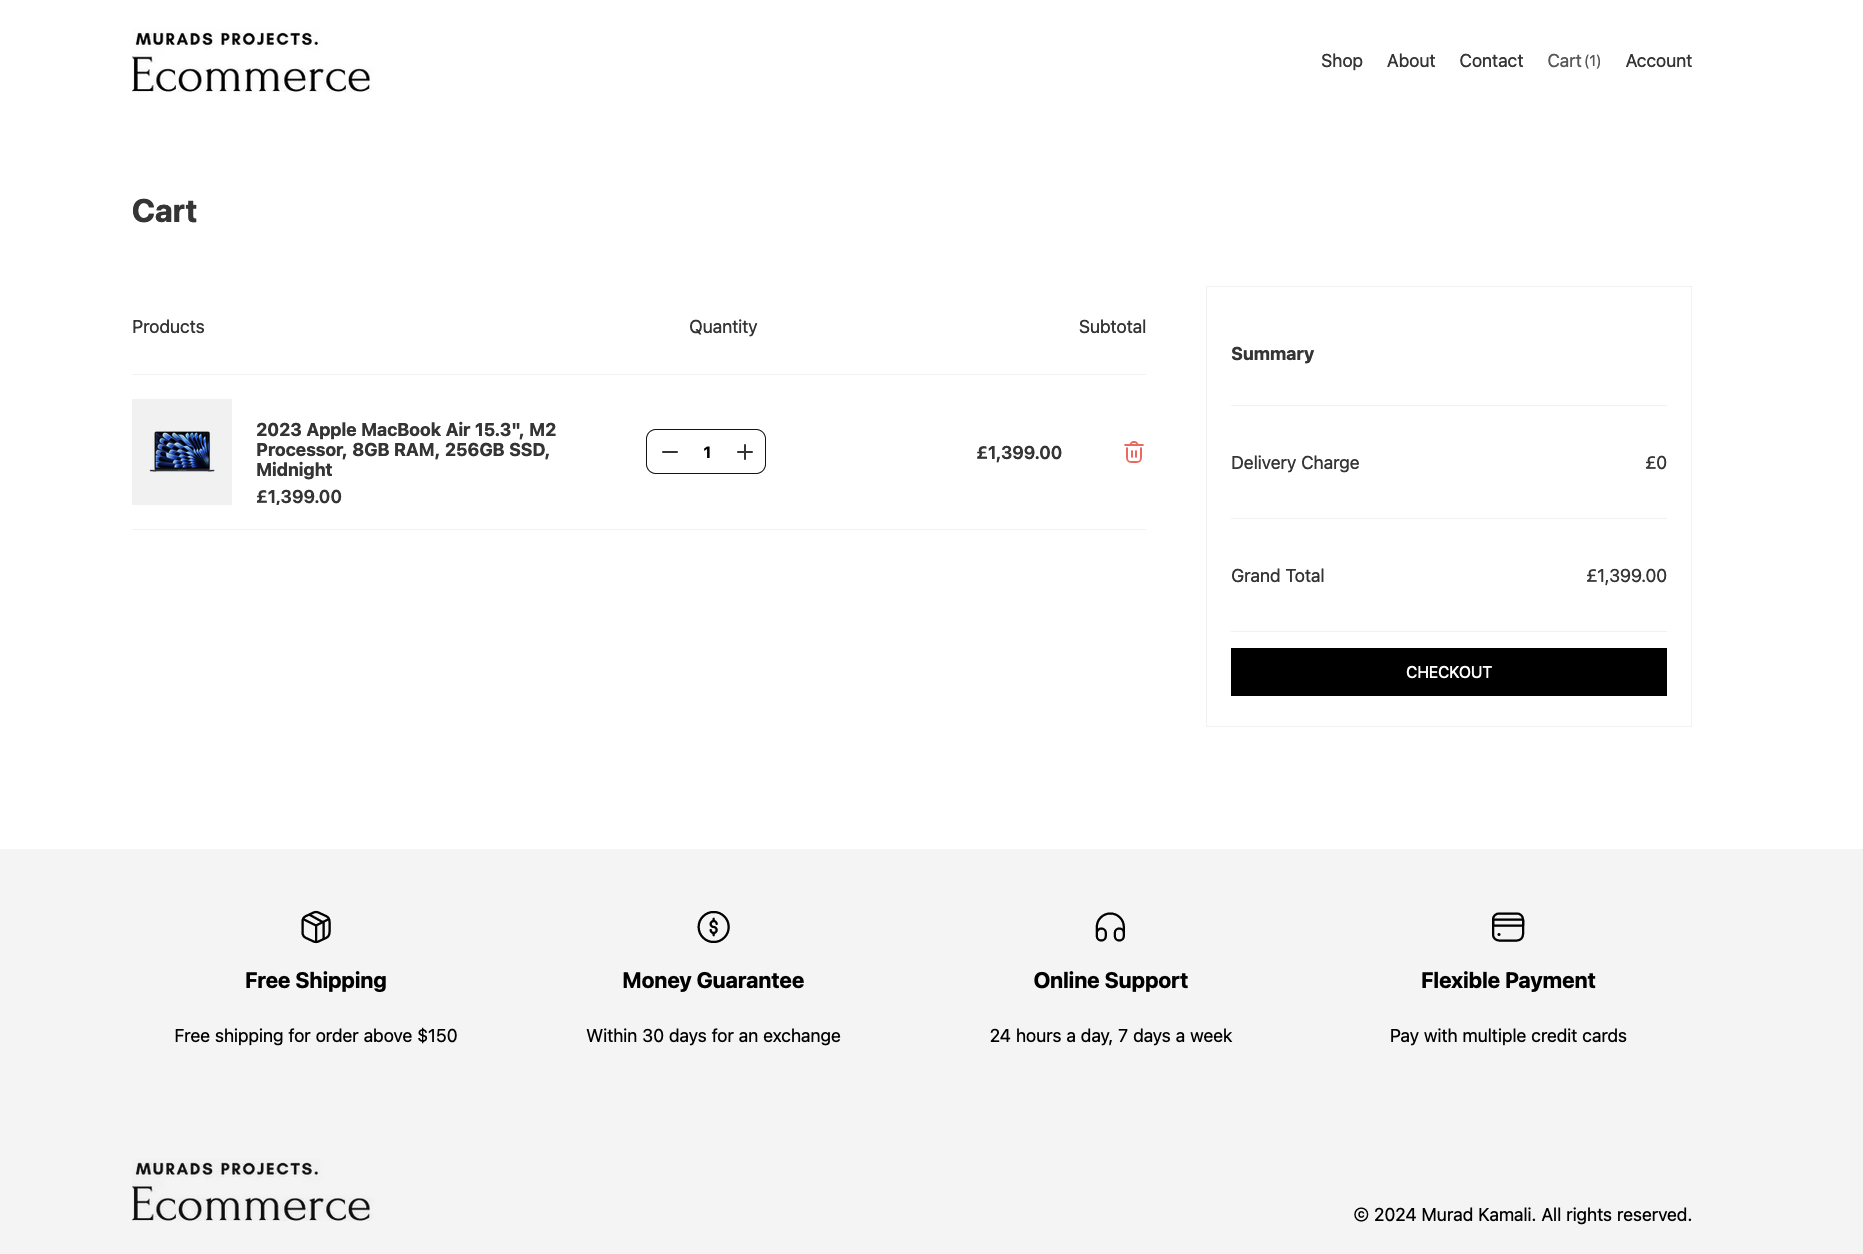 MURADS PROJECTS.
Ecommerce
Shop About Contact Cart (1) Account
Cart
Products Quantity Subtotal
2023 Apple MacBook Air 15.3", M2
Processor, 8GB RAM, 256GB SSD,
Midnight
£1,399.00
1
£1,399.00
Summary
Delivery Charge £0
Grand Total £1,399.00
CHECKOUT
Free Shipping
Free shipping for order above $150
Money Guarantee
Within 30 days for an exchange
Online Support
24 hours a day, 7 days a week
Flexible Payment
Pay with multiple credit cards
MURADS PROJECTS.
Ecommerce
© 2024 Murad Kamali. All rights reserved.